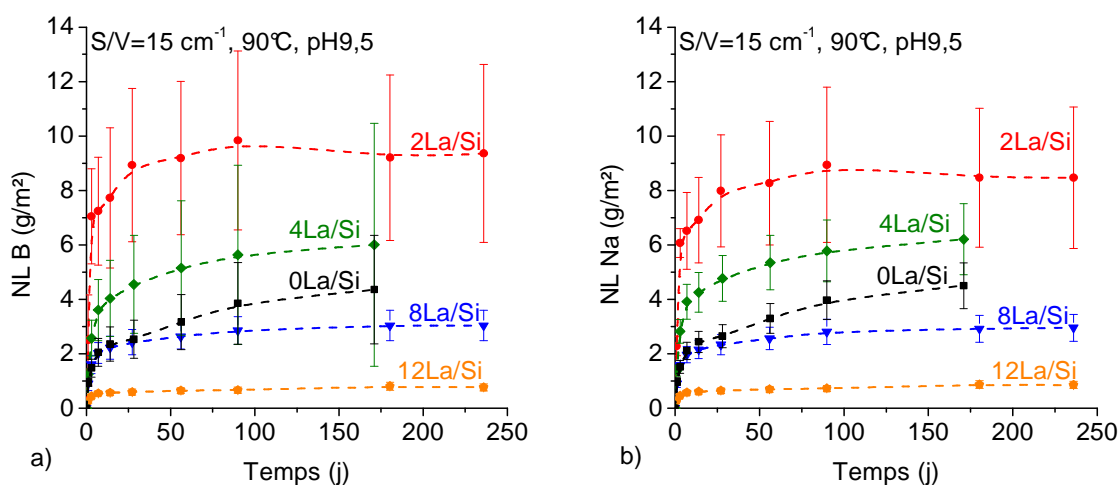 S/V=15 cm⁻¹, 90°C, pH9,5
14
12
10
8
6
4
2
0
NL B (g/m²)
2La/Si
4La/Si
0La/Si
8La/Si
12La/Si
0 50 100 150 200 250
Temps (j)
a)
S/V=15 cm⁻¹, 90°C, pH9,5
14
12
10
8
6
4
2
0
NL Na (g/m²)
2La/Si
4La/Si
0La/Si
8La/Si
12La/Si
0 50 100 150 200 250
Temps (j)
b)